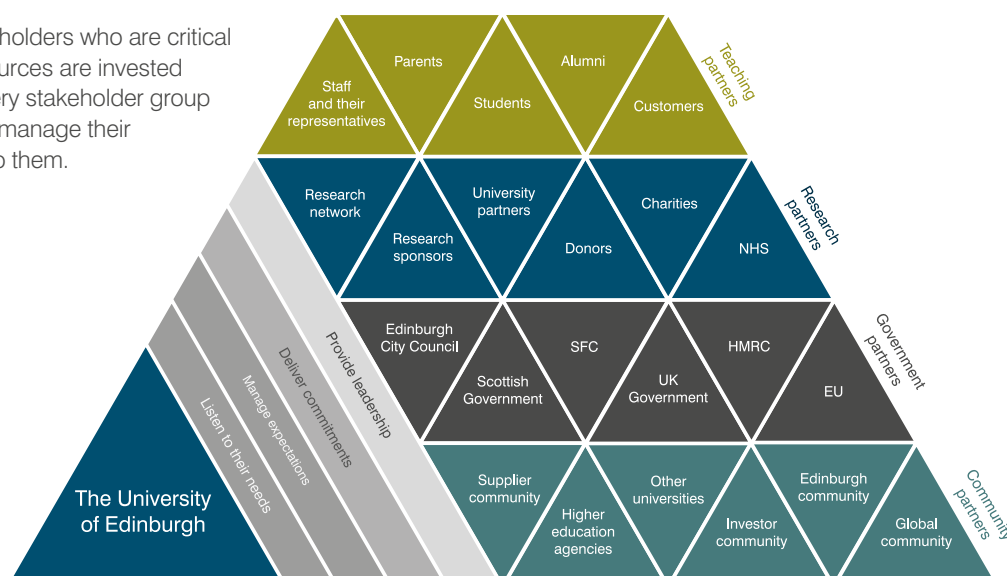 holders who are critical
urces are invested
ry stakeholder group
manage their
o them.
Staff
and their
representatives
Parents
Students
Alumni
Customers
Teaching
partners
Research
network
Research
sponsors
University
partners
Donors
Charities
NHS
Research
partners
Edinburgh
City Council
Scottish
Government
SFC
UK
Government
HMRC
EU
Government
partners
Supplier
community
Higher
education
agencies
Other
universities
Investor
community
Edinburgh
community
Global
community
Community
partners
Provide leadership
Deliver commitments
Manage expectations
Listen to their needs
The University
of Edinburgh